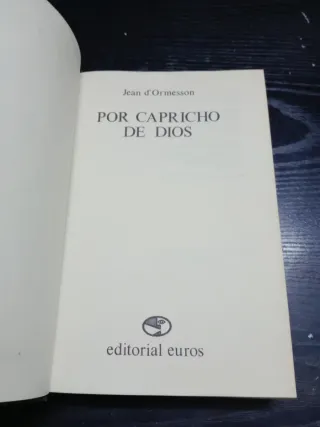 Jean d'Ormesson
POR CAPRICHO
DE DIOS
editorial euros